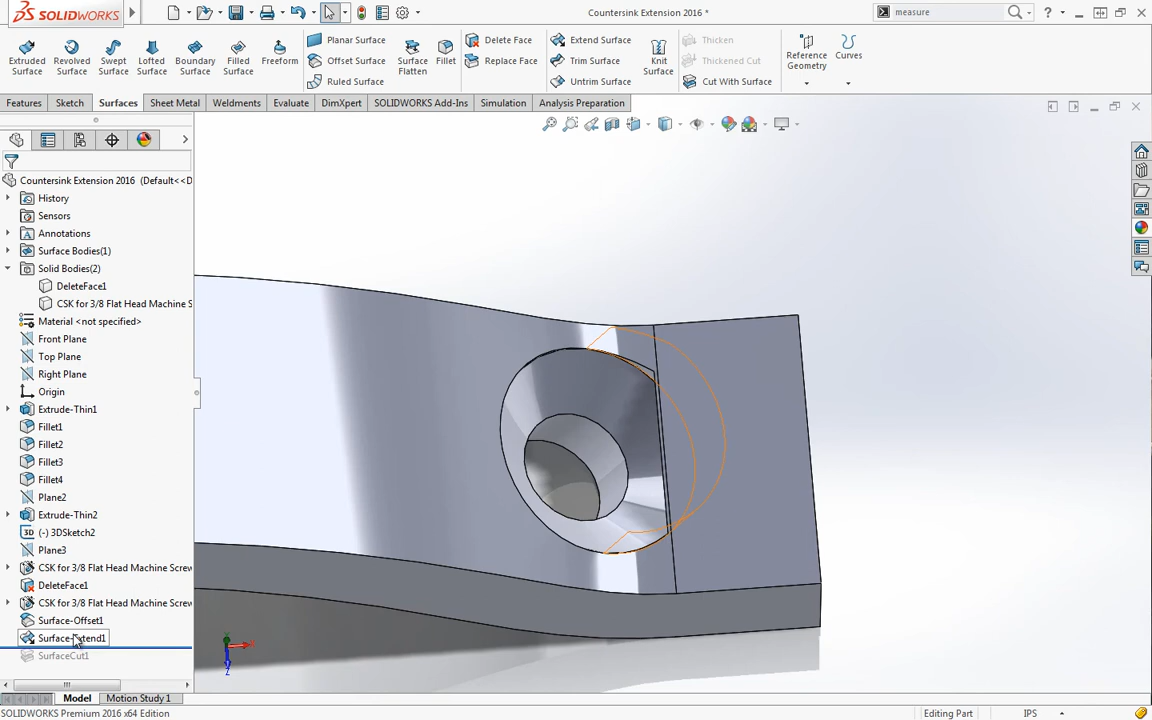 SOLIDWORKS
Countersink Extension 2016 *
measure
Extruded Surface
Revolved Surface
Swept Surface
Lofted Surface
Boundary Surface
Filled Surface
Freeform
Planar Surface
Offset Surface
Ruled Surface
Surface Flatten
Fillet
Delete Face
Replace Face
Extend Surface
Trim Surface
Untrim Surface
Knit Surface
Thicken
Thickened Cut
Cut With Surface
Reference Geometry
Curves
Features
Sketch
Surfaces
Sheet Metal
Weldments
Evaluate
DimXpert
SOLIDWORKS Add-Ins
Simulation
Analysis Preparation
Countersink Extension 2016 (Default<<D
History
Sensors
Annotations
Surface Bodies(1)
Solid Bodies(2)
DeleteFace1
CSK for 3/8 Flat Head Machine S
Material <not specified>
Front Plane
Top Plane
Right Plane
Origin
Extrude-Thin1
Fillet1
Fillet2
Fillet3
Fillet4
Plane2
Extrude-Thin2
3D (-) 3DSketch2
Plane3
CSK for 3/8 Flat Head Machine Screw
DeleteFace1
CSK for 3/8 Flat Head Machine Screw
Surface-Offset1
Surface-Extend1
SurfaceCut1
X
Z
Model
Motion Study 1
SOLIDWORKS Premium 2016 x64 Edition
Editing Part
IPS